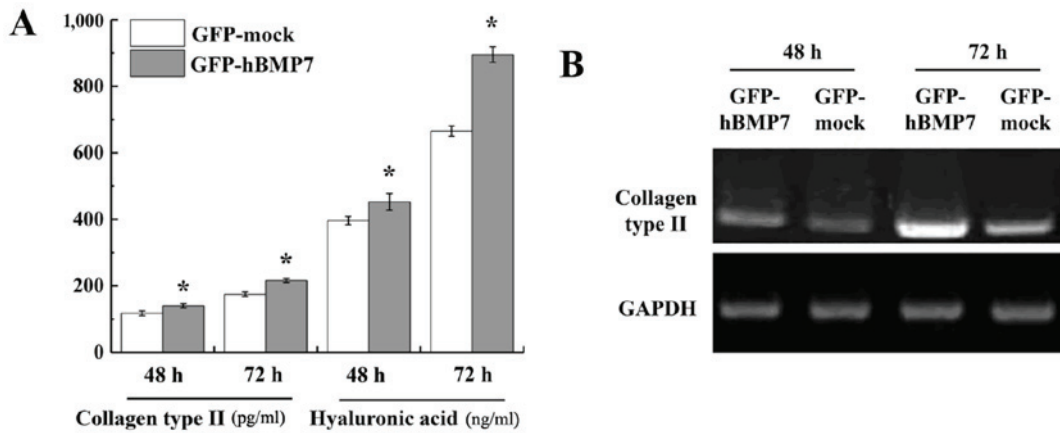 A
1,000
800
600
400
200
0
GFP-mock
GFP-hBMP7
*
*
*
*
48 h
72 h
48 h
72 h
Collagen type II (pg/ml)
Hyaluronic acid (ng/ml)
B
48 h
72 h
GFP-
hBMP7
GFP-
mock
GFP-
hBMP7
GFP-
mock
Collagen
type II
GAPDH